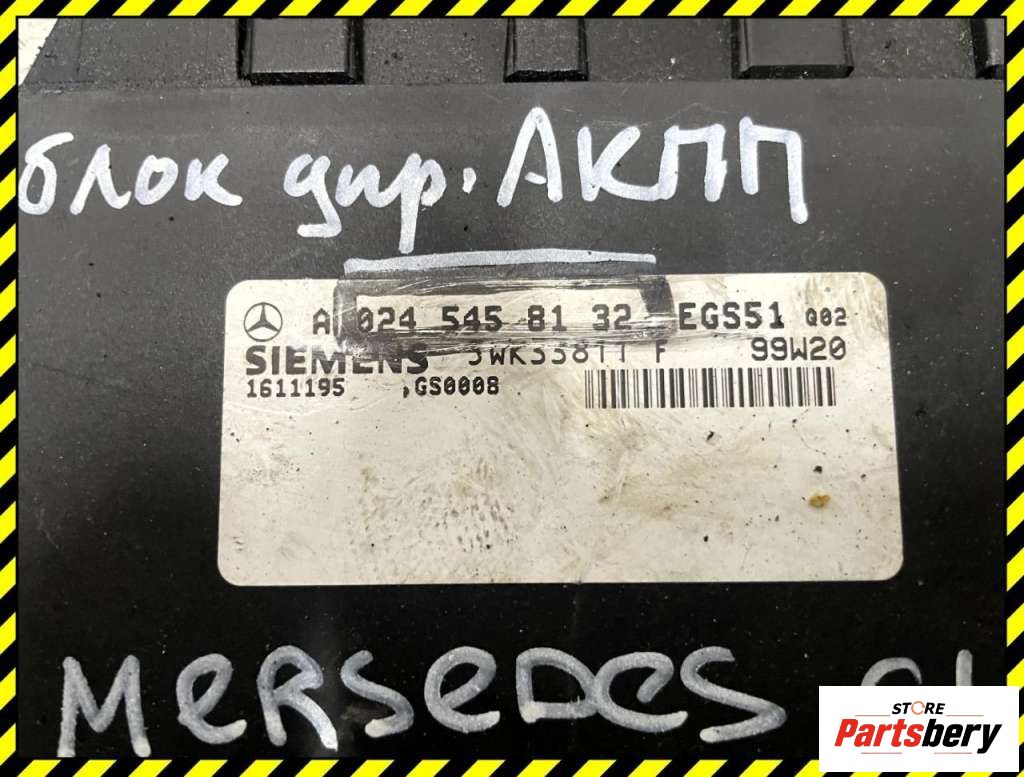 блок упр. АКПП
A 024 545 81 32 EGS51 Q02
SIEMENS 5WK33811 F 99W20
1611195 ,GS0008
MERSEDES
STORE
Partsbery